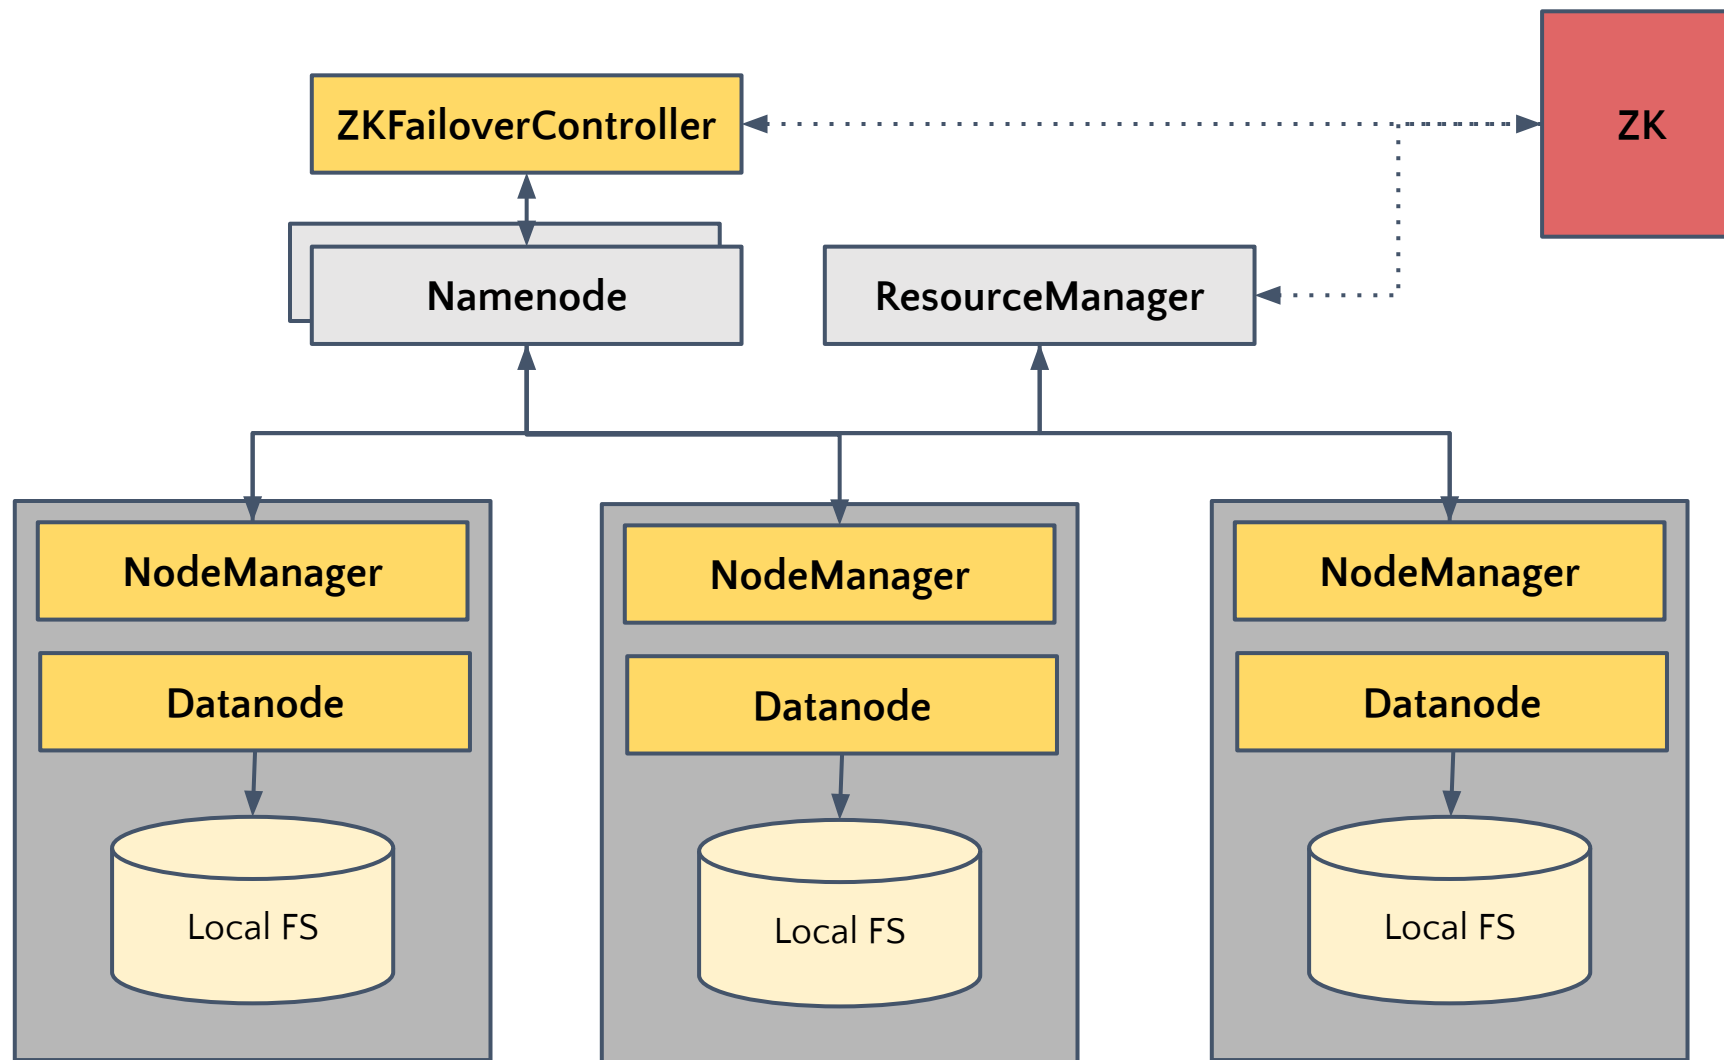 ZKFailoverController
ZK
Namenode
ResourceManager
NodeManager
NodeManager
NodeManager
Datanode
Datanode
Datanode
Local FS
Local FS
Local FS